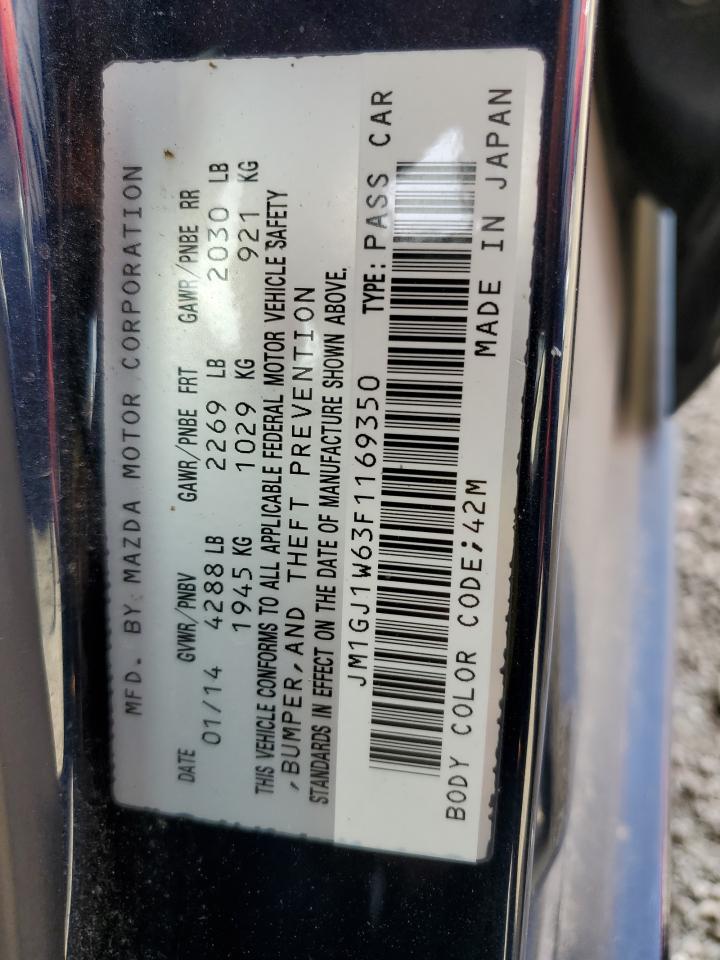 MFD. BY MAZDA MOTOR CORPORATION
DATE GVWR/PNBV GAWR/PNBE FRT GAWR/PNBE RR
01/14 4288 LB 2269 LB 2030 LB
1945 KG 1029 KG 921 KG
THIS VEHICLE CONFORMS TO ALL APPLICABLE FEDERAL MOTOR VEHICLE SAFETY
,BUMPER,AND THEFT PREVENTION
STANDARDS IN EFFECT ON THE DATE OF MANUFACTURE SHOWN ABOVE.
JM1GJ1W63F1169350 TYPE: PASS CAR
BODY COLOR CODE;42M MADE IN JAPAN